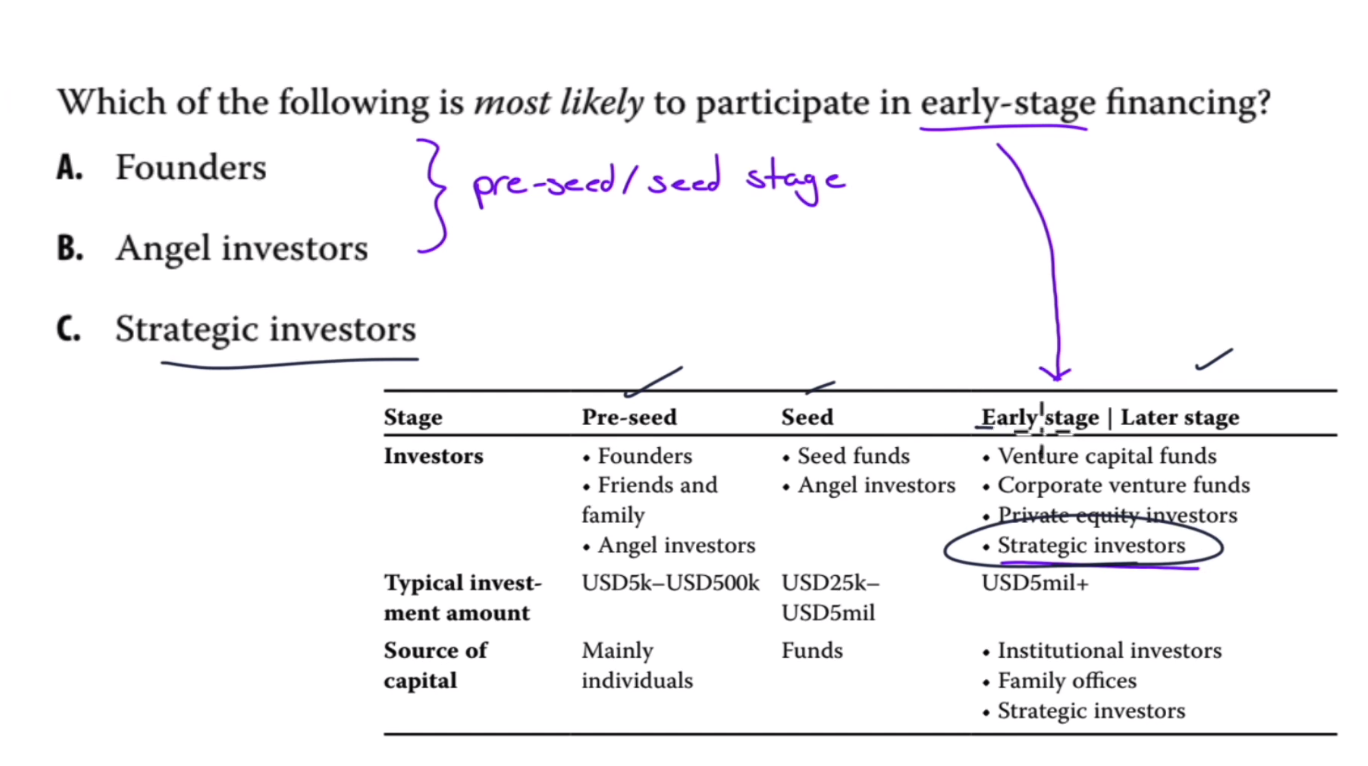 Which of the following is most likely to participate in early-stage financing?
A. Founders
pre-seed/seed stage
B. Angel investors
C. Strategic investors
Stage Pre-seed Seed Early stage | Later stage
Investors • Founders • Seed funds • Venture capital funds
• Friends and • Angel investors • Corporate venture funds
family • Private equity investors
• Angel investors • Strategic investors
Typical invest- USD5k–USD500k USD25k– USD5mil+
ment amount USD5mil
Source of Mainly Funds • Institutional investors
capital individuals • Family offices
• Strategic investors